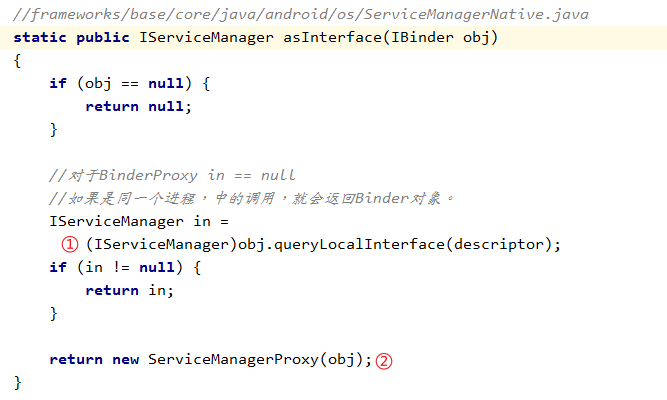 //frameworks/base/core/java/android/os/ServiceManagerNative.java
static public IServiceManager asInterface(IBinder obj)
{
    if (obj == null) {
        return null;
    }

    //对于BinderProxy in == null
    //如果是同一个进程，中的调用，就会返回Binder对象。
    IServiceManager in =
      ① (IServiceManager)obj.queryLocalInterface(descriptor);
    if (in != null) {
        return in;
    }

    return new ServiceManagerProxy(obj); ②
}